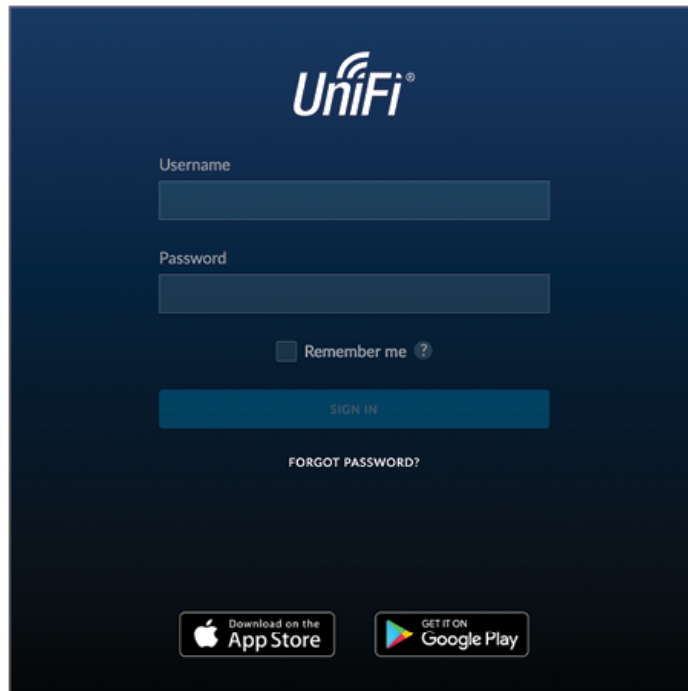 UniFi®
Username
Password
Remember me ?
SIGN IN
FORGOT PASSWORD?
Download on the
App Store
GET IT ON
Google Play